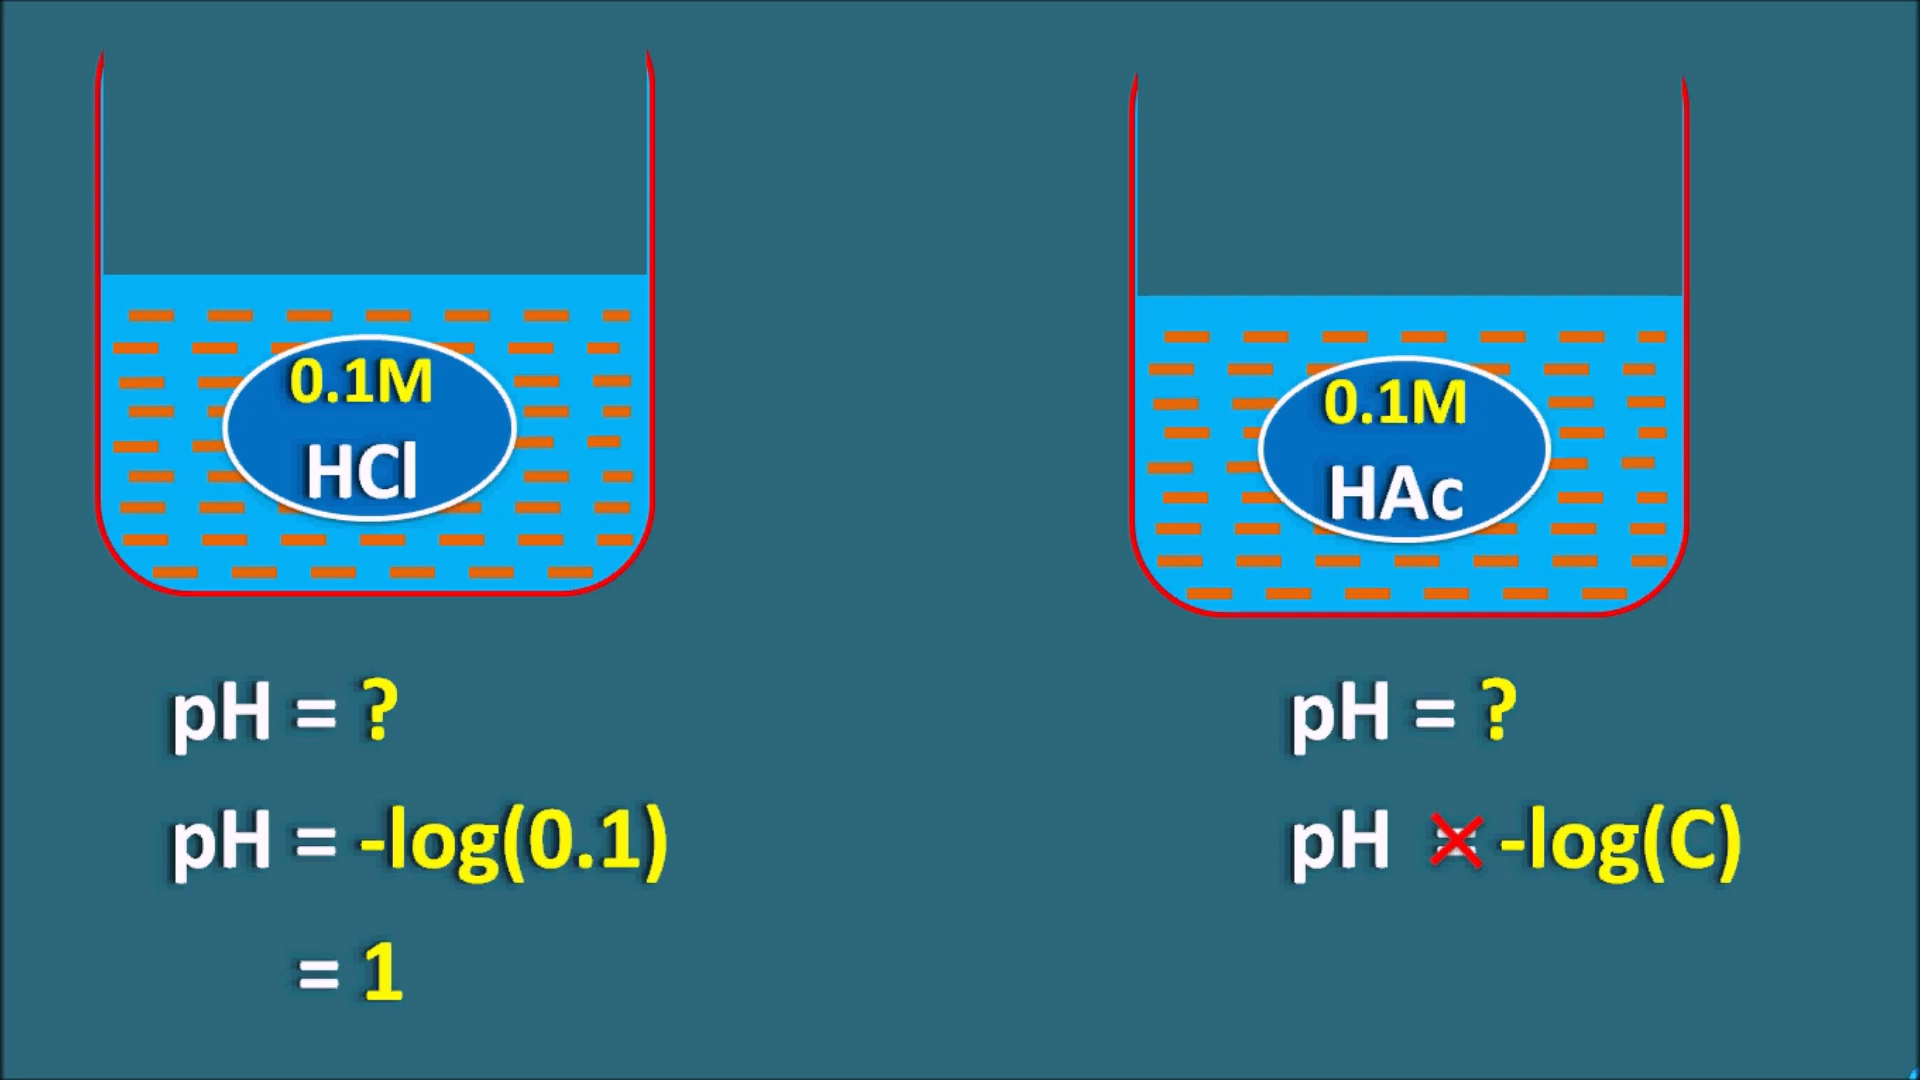 0.1M
HCl
pH = ?
pH = -log(0.1)
= 1
0.1M
HAc
pH = ?
pH = -log(C)